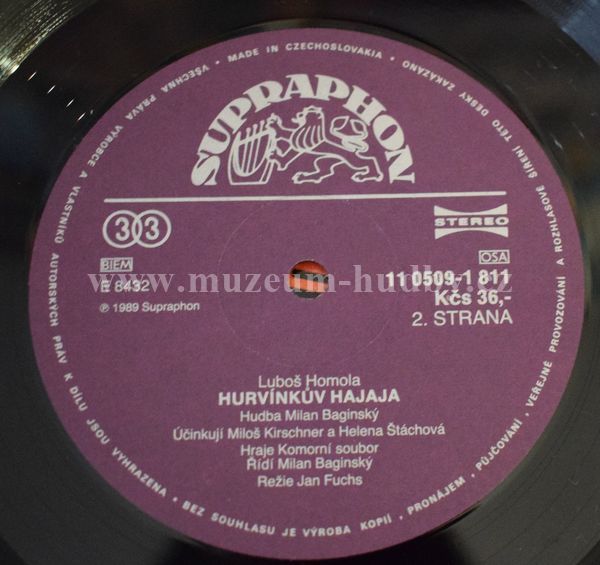 VŠECHNA PRÁVA VÝROBCE A VLASTNÍKŮ AUTORSKÝCH PRÁV K DÍLU JSOU VYHRAZENA • BEZ SOUHLASU JE VÝROBA KOPIÍ, PRONÁJEM, PŮJČOVÁNÍ, VEŘEJNÉ PROVOZOVÁNÍ A ROZHLASOVÉ ŠÍŘENÍ TÉTO DESKY ZAKÁZÁNO • MADE IN CZECHOSLOVAKIA •
SUPRAPHON
33
STEREO
BIEM
OSA
www.muzeum-hudby.cz
E 8432
11 0509-1 811
Kčs 36,-
℗ 1989 Supraphon
2. STRANA
Luboš Homola
HURVÍNKŮV HAJAJA
Hudba Milan Baginský
Účinkují Miloš Kirschner a Helena Štáchová
Hraje Komorní soubor
Řídí Milan Baginský
Režie Jan Fuchs